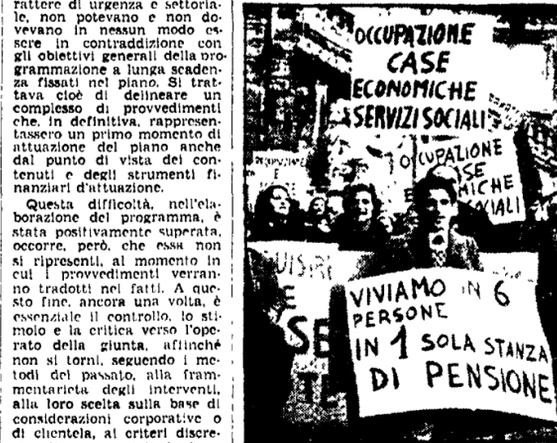 rattere di urgenza e settoria-
le, non potevano e non do-
vevano in nessun modo es-
sere in contraddizione con
gli obiettivi generali della pro-
grammazione a lunga scaden-
za fissati nel piano. Si trat-
tava cioè di delineare un
complesso di provvedimenti
che, in definitiva, rappresen-
tassero un primo momento di
attuazione del piano anche
dal punto di vista dei con-
tenuti e degli strumenti fi-
nanziari d'attuazione.
Questa difficoltà, nell'ela-
borazione del programma, è
stata positivamente superata,
occorre, però, che essa non
si ripresenti, al momento in
cui i provvedimenti verran-
no tradotti nei fatti. A que-
sto fine, ancora una volta, è
essenziale il controllo, lo sti-
molo e la critica verso l'ope-
rato della giunta, affinché
non si torni, seguendo i me-
todi del passato, alla fram-
mentarietà degli interventi,
alla loro scelta sulla base di
considerazioni corporative o
di clientela, ai criteri discre-
OCCUPAZIONE
CASE
ECONOMICHE
SERVIZI SOCIALI
OCCUPAZIONE
SE
MICHE
SOCIALI
UISIRE
E
SE
TE
VIVIAMO IN 6
PERSONE
IN 1 SOLA STANZA
DI PENSIONE